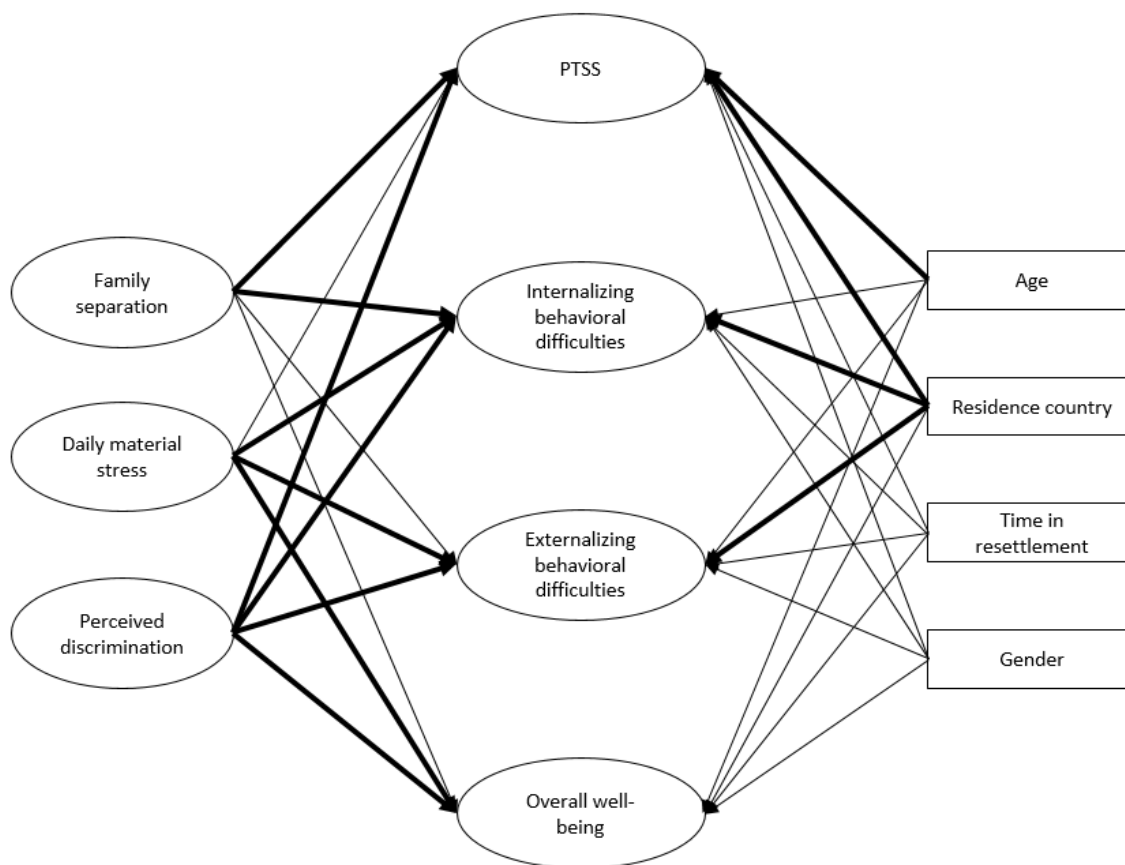 PTSS
Family
separation
Internalizing
behavioral
difficulties
Age
Residence country
Daily material
stress
Externalizing
behavioral
difficulties
Time in
resettlement
Perceived
discrimination
Gender
Overall well-
being